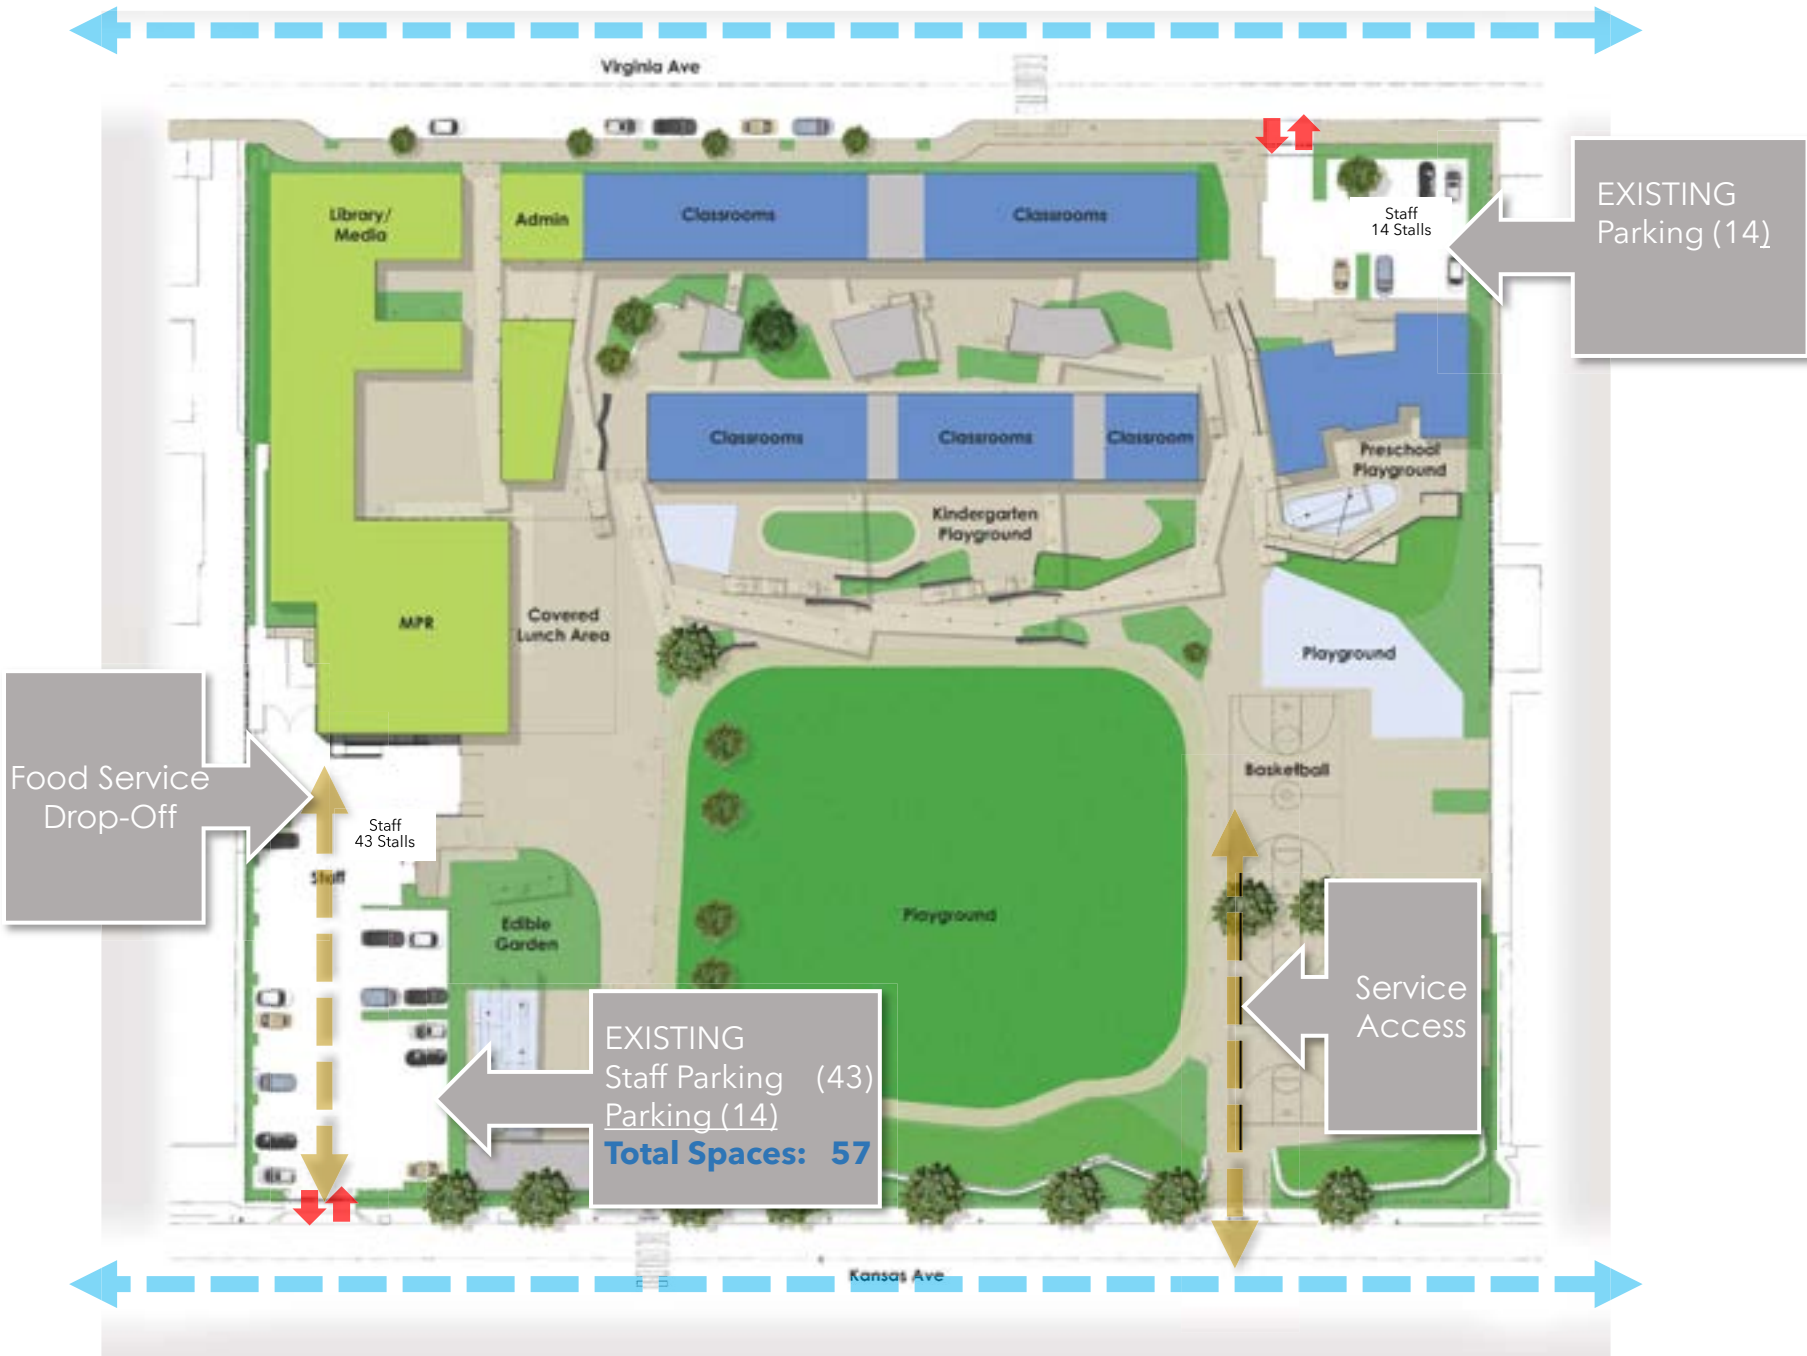 Virginia Ave
EXISTING
Parking (14)
Staff
14 Stalls
Library/
Media
Admin
Classrooms
Classrooms
Classrooms
Classrooms
Classroom
Preschool
Playground
Kindergarten
Playground
MPR
Covered
Lunch Area
Playground
Food Service
Drop-Off
Basketball
Staff
43 Stalls
Staff
Edible
Garden
Playground
Service
Access
EXISTING
Staff Parking (43)
Parking (14)
Total Spaces: 57
Kansas Ave